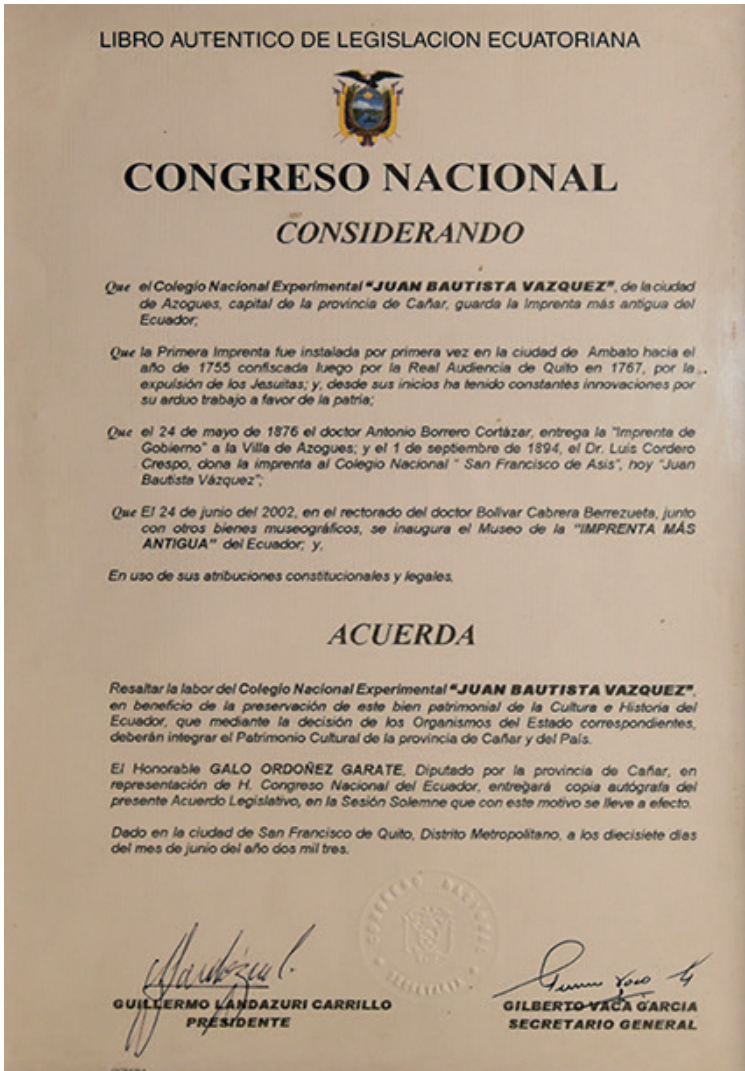 LIBRO AUTENTICO DE LEGISLACION ECUATORIANA
CONGRESO NACIONAL
CONSIDERANDO
Que el Colegio Nacional Experimental "JUAN BAUTISTA VAZQUEZ", de la ciudad
de Azogues, capital de la provincia de Cañar, guarda la Imprenta más antigua del
Ecuador;
Que la Primera Imprenta fue instalada por primera vez en la ciudad de Ambato hacia el
año de 1755 confiscada luego por la Real Audiencia de Quito en 1767, por la
expulsión de los Jesuitas; y, desde sus inicios ha tenido constantes innovaciones por
su arduo trabajo a favor de la patria;
Que el 24 de mayo de 1876 el doctor Antonio Borrero Cortázar, entrega la "Imprenta de
Gobierno" a la Villa de Azogues; y el 1 de septiembre de 1894, el Dr. Luis Cordero
Crespo, dona la imprenta al Colegio Nacional " San Francisco de Asis", hoy "Juan
Bautista Vázquez";
Que El 24 de junio del 2002, en el rectorado del doctor Bolívar Cabrera Berrezueta, junto
con otros bienes museográficos, se inaugura el Museo de la "IMPRENTA MÁS
ANTIGUA" del Ecuador; y,
En uso de sus atribuciones constitucionales y legales,
ACUERDA
Resaltar la labor del Colegio Nacional Experimental "JUAN BAUTISTA VAZQUEZ",
en beneficio de la preservación de este bien patrimonial de la Cultura e Historia del
Ecuador, que mediante la decisión de los Organismos del Estado correspondientes,
deberán integrar el Patrimonio Cultural de la provincia de Cañar y del País.
El Honorable GALO ORDOÑEZ GARATE, Diputado por la provincia de Cañar, en
representación de H. Congreso Nacional del Ecuador, entregará copia autógrafa del
presente Acuerdo Legislativo, en la Sesión Solemne que con este motivo se lleve a efecto.
Dado en la ciudad de San Francisco de Quito, Distrito Metropolitano, a los diecisiete días
del mes de junio del año dos mil tres.
CONGRESO NACIONAL
SECRETARIA
GUILLERMO LANDAZURI CARRILLO
PRESIDENTE
GILBERTO VACA GARCIA
SECRETARIO GENERAL